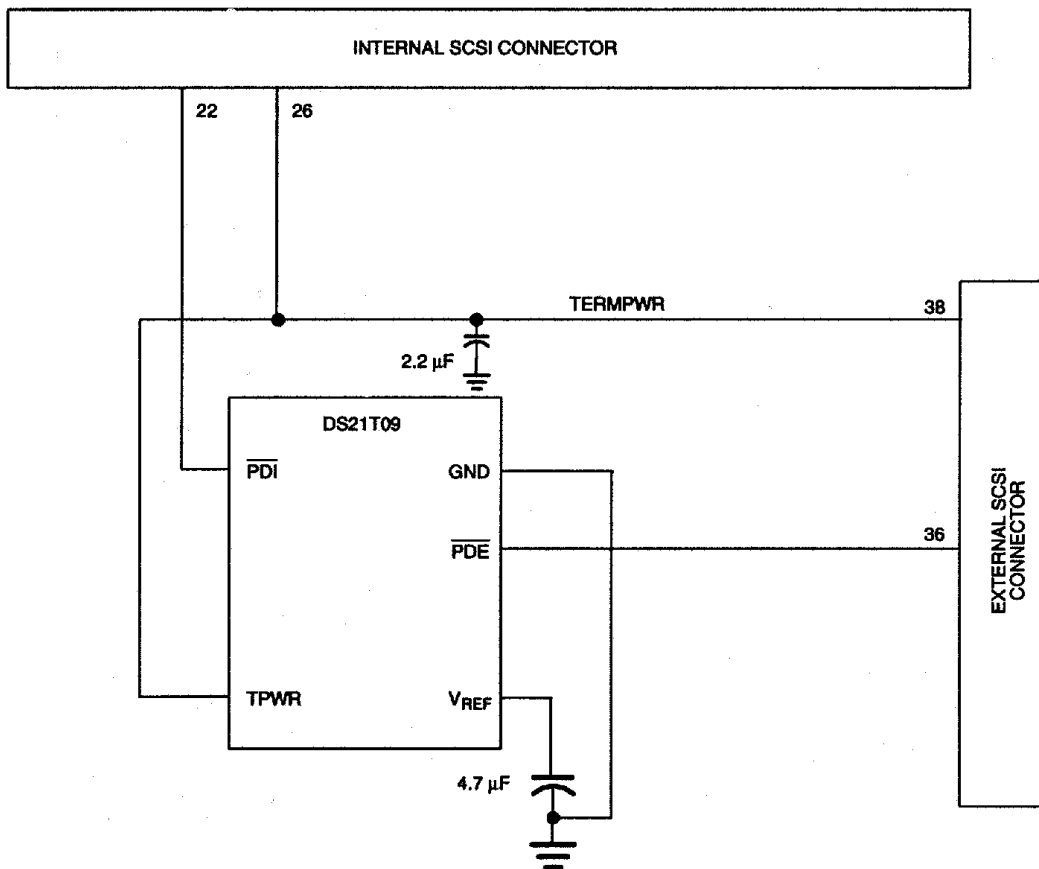 INTERNAL SCSI CONNECTOR
22 26
TERMPWR
38
2.2 µF
DS21T09
PDI
GND
PDE
36
EXTERNAL SCSI
CONNECTOR
TPWR
VREF
4.7 µF